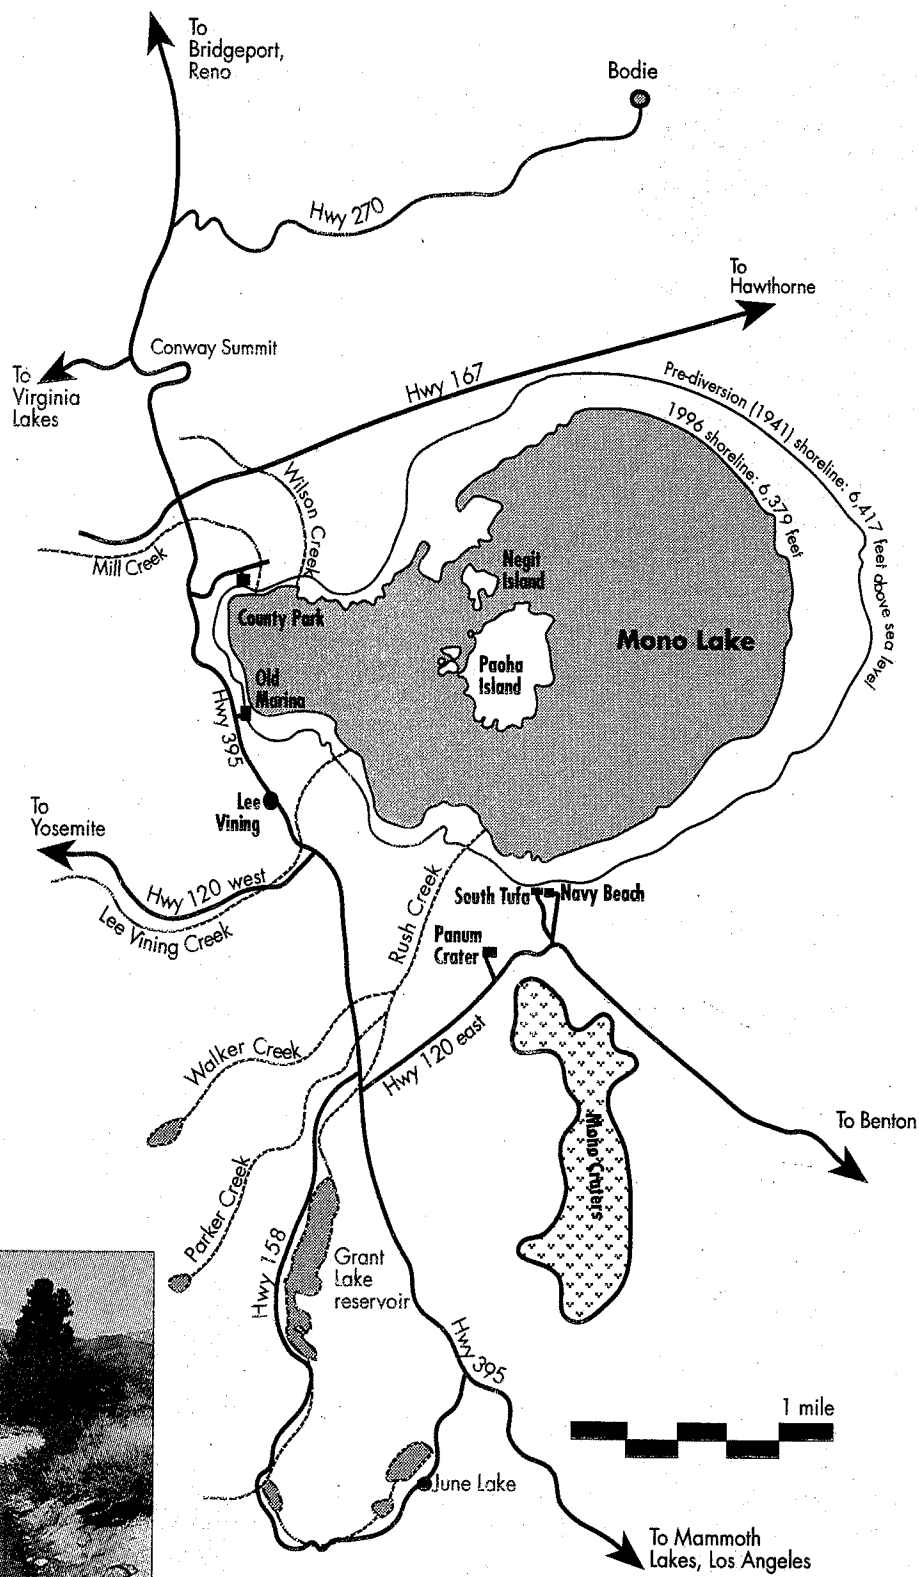 To
Bridgeport,
Reno
Bodie
Hwy 270
To
Hawthorne
Conway Summit
To
Virginia
Lakes
Hwy 167
Pre-diversion (1941) shoreline: 6,417 feet above sea level
1996 shoreline: 6,379 feet
Wilson Creek
Mill Creek
Negit
Island
County Park
Mono Lake
Paoha
Island
Old
Marina
Hwy 395
Lee
Vining
To
Yosemite
Hwy 120 west
Lee Vining Creek
Rush Creek
South Tufa
Navy Beach
Panum
Crater
Walker Creek
Hwy 120 east
Mono Craters
To Benton
Parker Creek
Hwy 158
Grant
Lake
reservoir
Hwy 395
1 mile
June Lake
To Mammoth
Lakes, Los Angeles